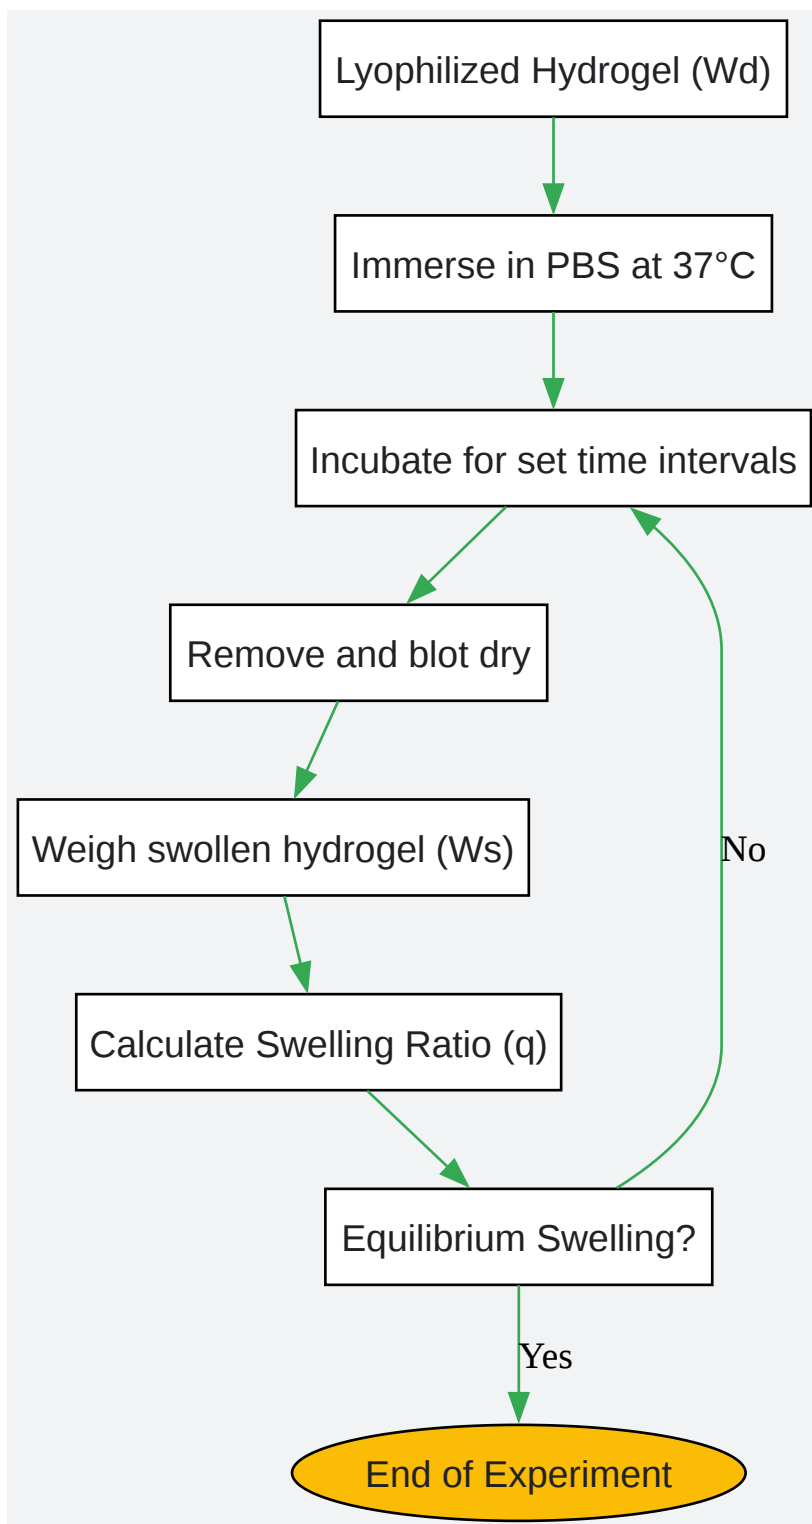 Lyophilized Hydrogel (Wd)
Immerse in PBS at 37°C
Incubate for set time intervals
Remove and blot dry
Weigh swollen hydrogel (Ws)
No
Calculate Swelling Ratio (q)
Equilibrium Swelling?
Yes
End of Experiment